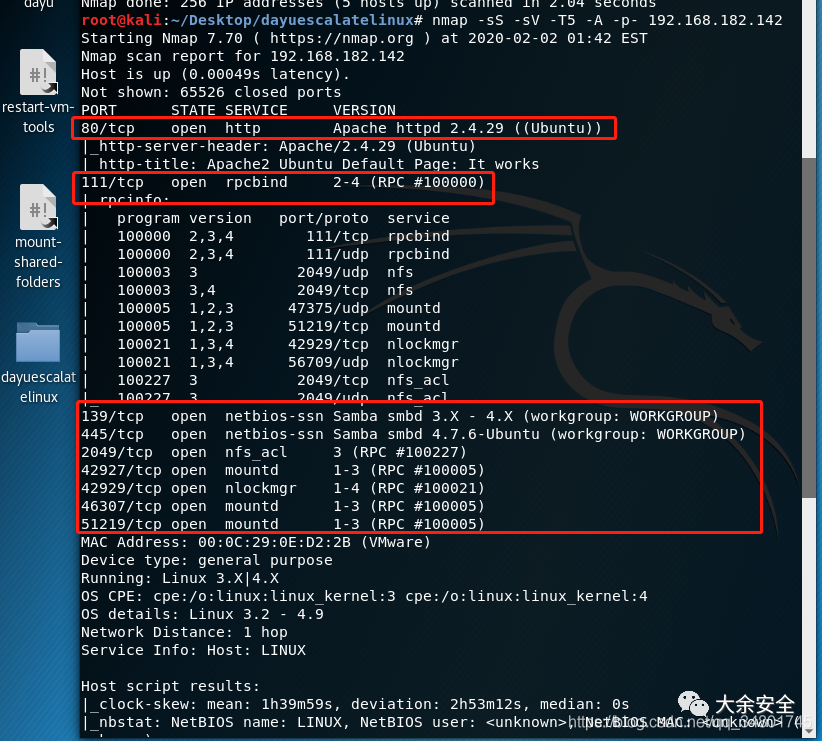 dayu
restart-vm-
tools
mount-
shared-
folders
dayuescalat
elinux
Nmap done: 256 IP addresses (5 hosts up) scanned in 2.04 seconds
root@kali:~/Desktop/dayuescalatelinux# nmap -sS -sV -T5 -A -p- 192.168.182.142
Starting Nmap 7.70 ( https://nmap.org ) at 2020-02-02 01:42 EST
Nmap scan report for 192.168.182.142
Host is up (0.00049s latency).
Not shown: 65526 closed ports
PORT      STATE SERVICE     VERSION
80/tcp    open  http        Apache httpd 2.4.29 ((Ubuntu))
|_http-server-header: Apache/2.4.29 (Ubuntu)
|_http-title: Apache2 Ubuntu Default Page: It works
111/tcp   open  rpcbind     2-4 (RPC #100000)
| rpcinfo:
|   program version   port/proto  service
|   100000  2,3,4        111/tcp  rpcbind
|   100000  2,3,4        111/udp  rpcbind
|   100003  3           2049/udp  nfs
|   100003  3,4         2049/tcp  nfs
|   100005  1,2,3      47375/udp  mountd
|   100005  1,2,3      51219/tcp  mountd
|   100021  1,3,4      42929/tcp  nlockmgr
|   100021  1,3,4      56709/udp  nlockmgr
|   100227  3           2049/tcp  nfs_acl
|_  100227  3           2049/udp  nfs_acl
139/tcp   open  netbios-ssn Samba smbd 3.X - 4.X (workgroup: WORKGROUP)
445/tcp   open  netbios-ssn Samba smbd 4.7.6-Ubuntu (workgroup: WORKGROUP)
2049/tcp  open  nfs_acl     3 (RPC #100227)
42927/tcp open  mountd      1-3 (RPC #100005)
42929/tcp open  nlockmgr    1-4 (RPC #100021)
46307/tcp open  mountd      1-3 (RPC #100005)
51219/tcp open  mountd      1-3 (RPC #100005)
MAC Address: 00:0C:29:0E:D2:2B (VMware)
Device type: general purpose
Running: Linux 3.X|4.X
OS CPE: cpe:/o:linux:linux_kernel:3 cpe:/o:linux:linux_kernel:4
OS details: Linux 3.2 - 4.9
Network Distance: 1 hop
Service Info: Host: LINUX
Host script results:
|_clock-skew: mean: 1h39m59s, deviation: 2h53m12s, median: 0s
|_nbstat: NetBIOS name: LINUX, NetBIOS user: <unknown>, NetBIOS MAC: <unknown> (
大余安全